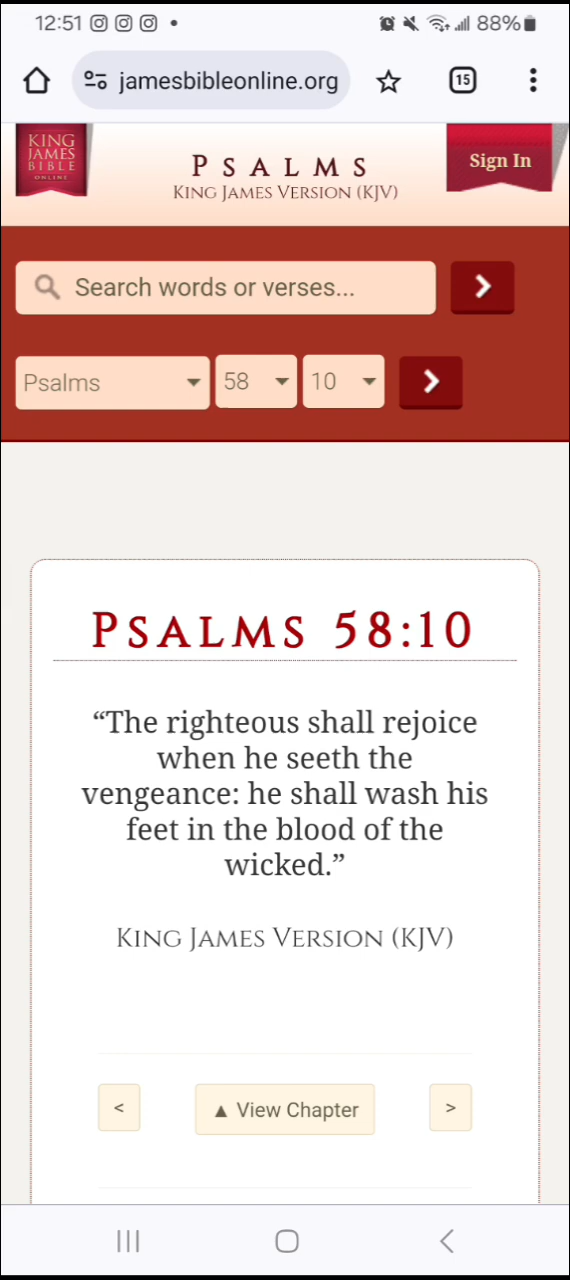 12:51 88%
jamesbibleonline.org 15
KING
JAMES
BIBLE
ONLINE
PSALMS
KING JAMES VERSION (KJV)
Sign In
Search words or verses...
Psalms 58 10
PSALMS 58:10
“The righteous shall rejoice
when he seeth the
vengeance: he shall wash his
feet in the blood of the
wicked.”
KING JAMES VERSION (KJV)
< ▲ View Chapter >